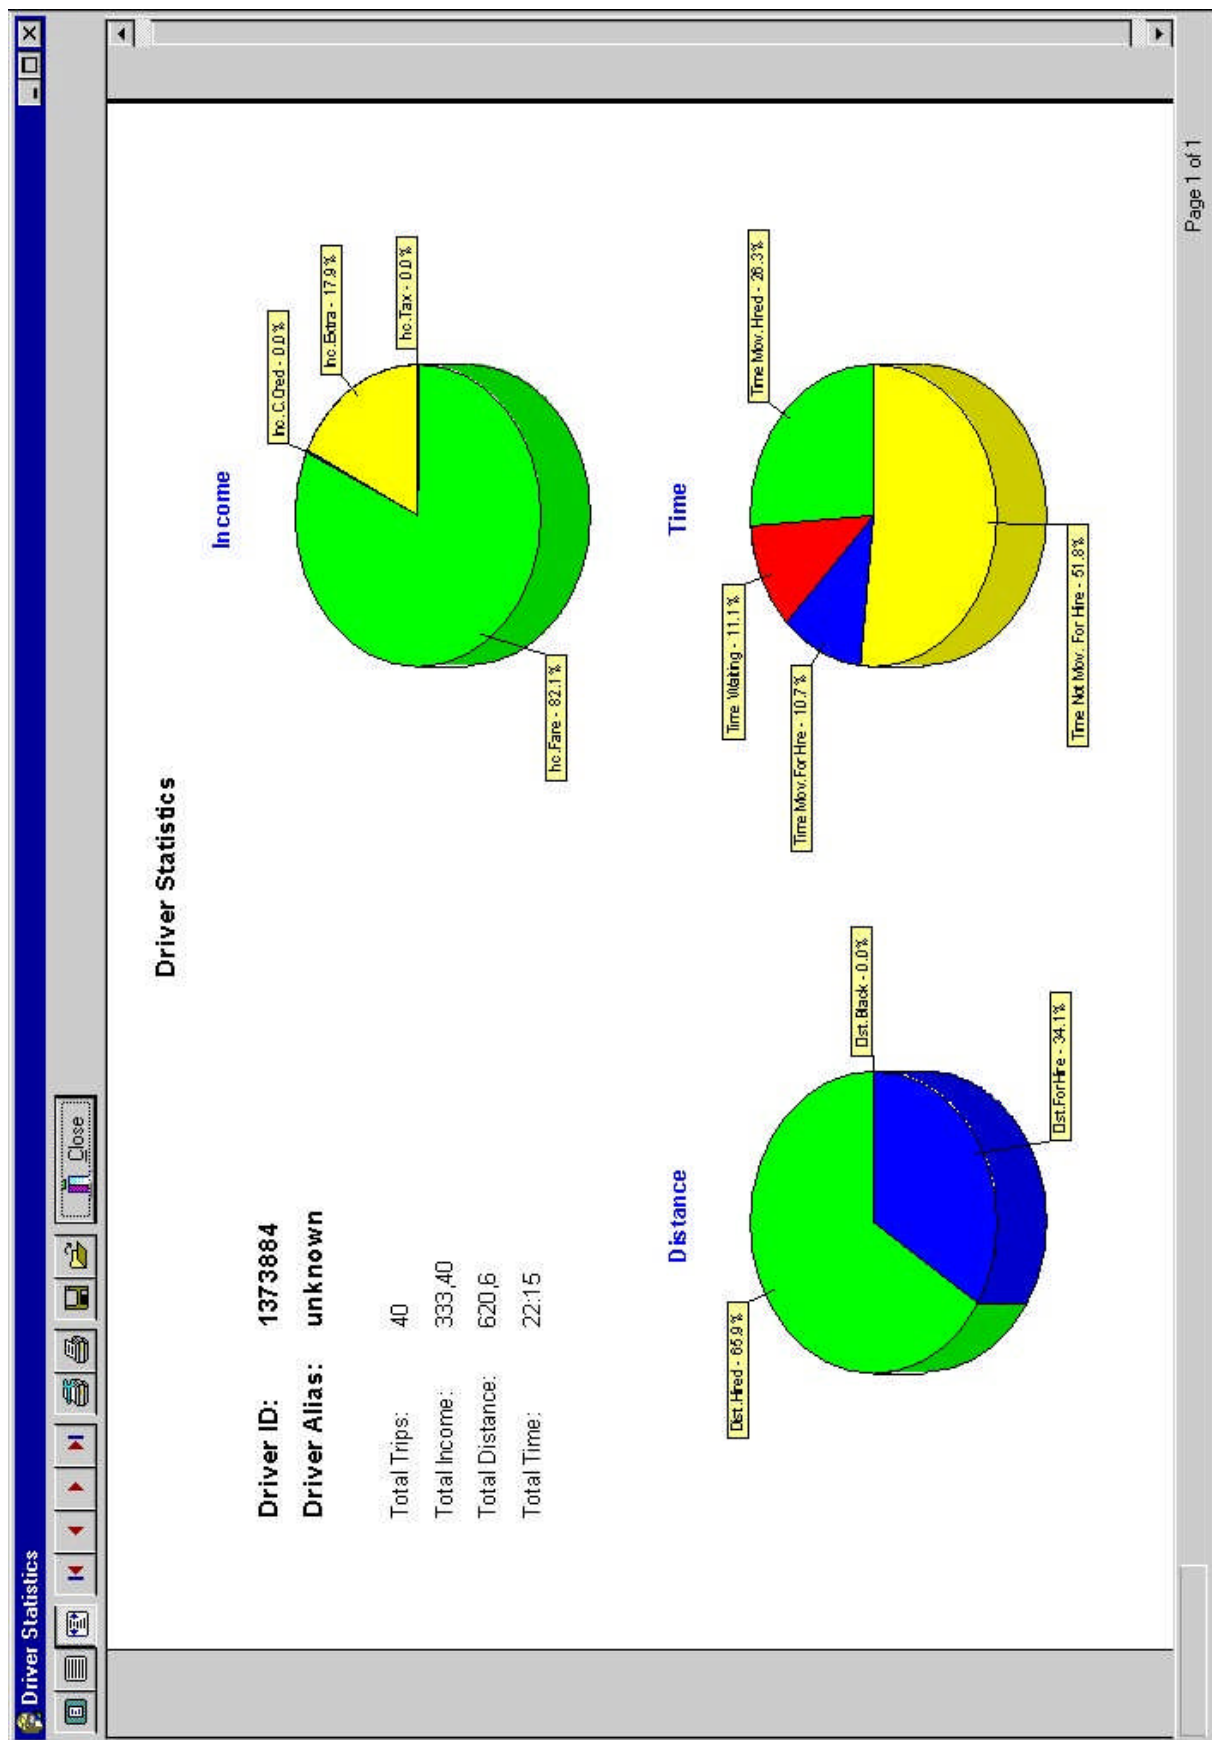 Driver Statistics
Close
Driver Statistics
Driver ID: 1373884
Driver Alias: unknown
Total Trips: 40
Total Income: 333,40
Total Distance: 620,6
Total Time: 22:15
Income
Inc.C.Cred - 0.0%
Inc.Extra - 17.9%
Inc.Tax - 0.0%
Inc.Fare - 82.1%
Distance
Dist.Hired - 65.9%
Dist.Black - 0.0%
Dist.For Hire - 34.1%
Time
Time Waiting - 11.1%
Time Mov. Hired - 26.3%
Time Mov. For Hire - 10.7%
Time Not Mov. For Hire - 51.8%
Page 1 of 1